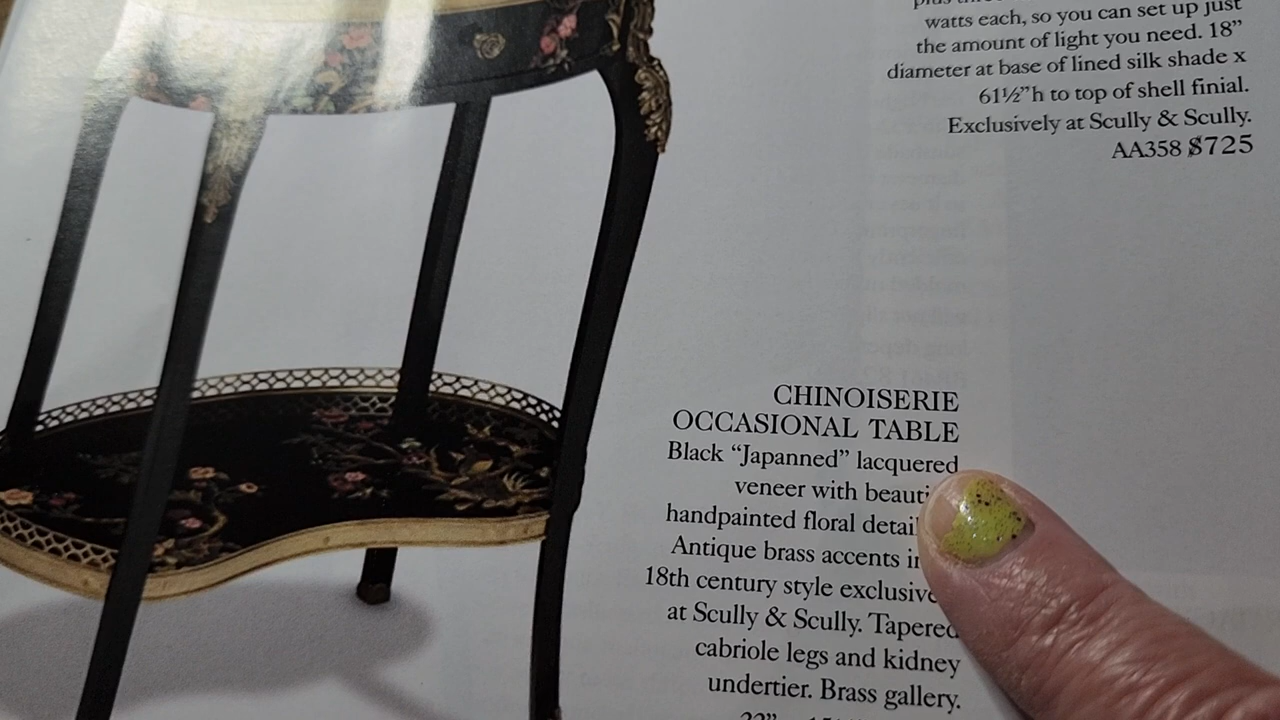 watts each, so you can set up just
the amount of light you need. 18”
diameter at base of lined silk shade x
61½”h to top of shell finial.
Exclusively at Scully & Scully.
AA358 $725
CHINOISERIE
OCCASIONAL TABLE
Black “Japanned” lacquered
veneer with
handpainted floral
Antique brass accents
18th century style
at Scully & Scully. Tapered
cabriole legs and kidney
undertier. Brass gallery.